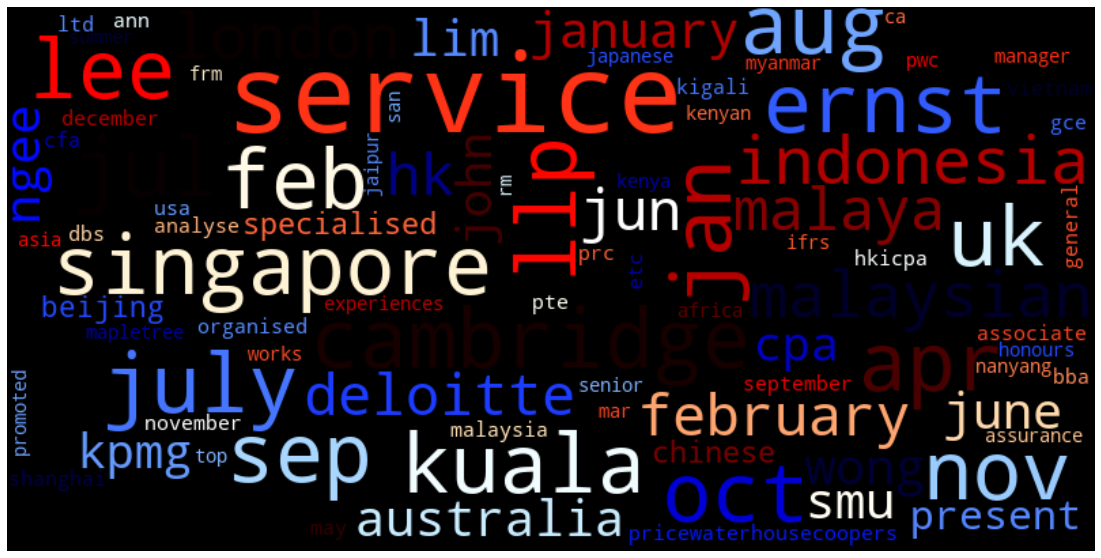 ltd ann london lim january aug ca
summer lee frm service japanese myanmar pwc manager
december san kigali kenyan ernst vietnam gce
ngee cfa jul feb jaipur hk john rm llp kenya jun jan indonesia
usa analyse specialised malaya uk general
asia dbs singapore prc etc ifrs hkicpa
beijing experiences pte africa malaysian
mapletree organised cambridge associate
works cpa apr honours
july deloitte senior september nanyang bba
promoted november mar february june
kpmg top sep malaysia kuala chinese wong assurance
shanghai oct smu nov
may australia pricewaterhousecoopers present